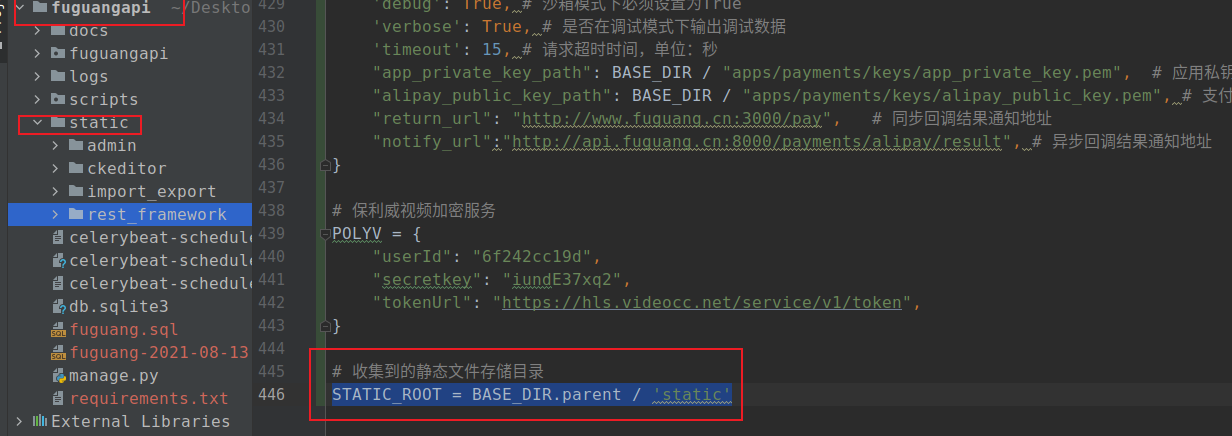 fuguangapi ~/Deskto
docs
fuguangapi
logs
scripts
static
admin
ckeditor
import_export
rest_framework
celerybeat-schedule
celerybeat-schedule
celerybeat-schedule
db.sqlite3
fuguang.sql
fuguang-2021-08-13
manage.py
requirements.txt
External Libraries
429 'debug': True, # 沙箱模式下必须设置为True
430 'verbose': True, # 是否在调试模式下输出调试数据
431 'timeout': 15, # 请求超时时间，单位：秒
432 "app_private_key_path": BASE_DIR / "apps/payments/keys/app_private_key.pem", # 应用私钥
433 "alipay_public_key_path": BASE_DIR / "apps/payments/keys/alipay_public_key.pem", # 支付
434 "return_url": "http://www.fuguang.cn:3000/pay", # 同步回调结果通知地址
435 "notify_url":"http://api.fuguang.cn:8000/payments/alipay/result", # 异步回调结果通知地址
436 }
437
438 # 保利威视频加密服务
439 POLYV = {
440 "userId": "6f242cc19d",
441 "secretkey": "iundE37xq2",
442 "tokenUrl": "https://hls.videocc.net/service/v1/token",
443 }
444
445 # 收集到的静态文件存储目录
446 STATIC_ROOT = BASE_DIR.parent / 'static'